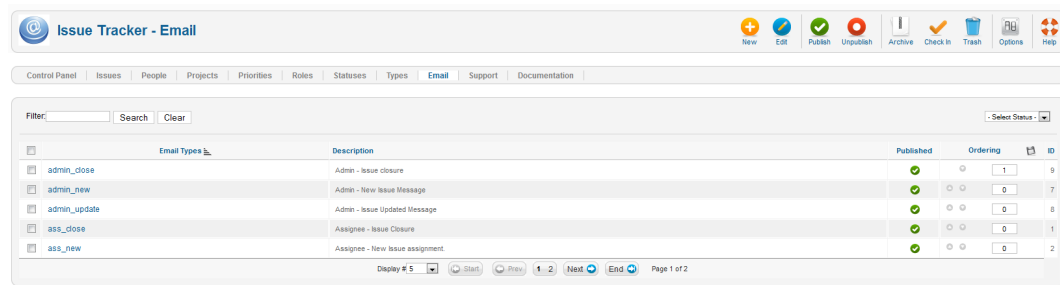 Issue Tracker - Email
New Edit Publish Unpublish Archive Check In Trash Options Help
Control Panel Issues People Projects Priorities Roles Statuses Types Email Support Documentation
Filter: Search Clear - Select Status -
Email Types Description Published Ordering ID
admin_close Admin - Issue closure 1 9
admin_new Admin - New Issue Message 0 7
admin_update Admin - Issue Updated Message 0 8
ass_close Assignee - Issue Closure 0 1
ass_new Assignee - New Issue assignment. 0 2
Display # 5 Start Prev 1 2 Next End Page 1 of 2